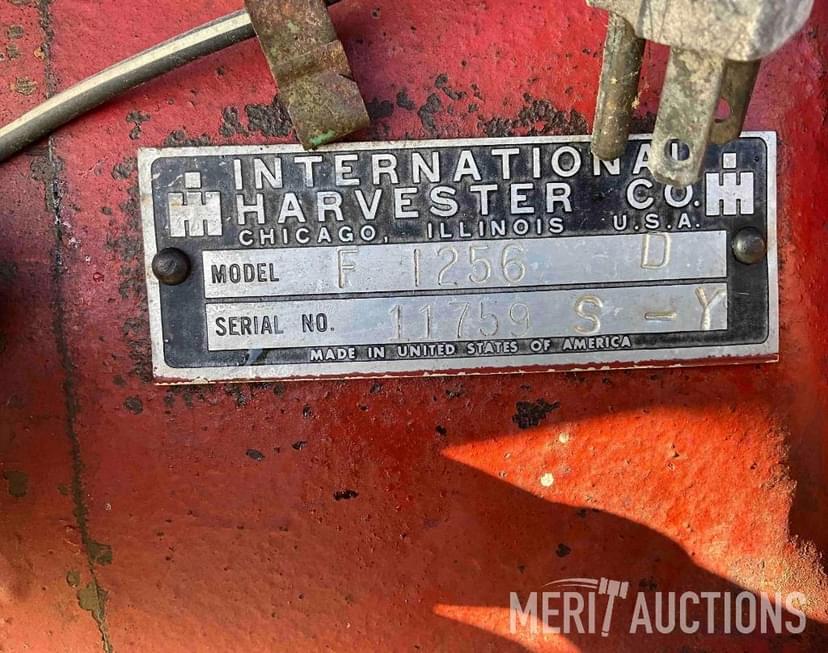 INTERNATIONAL
HARVESTER CO.
CHICAGO, ILLINOIS U.S.A.
MODEL F 1256 D
SERIAL NO. 11759 S - Y
MADE IN UNITED STATES OF AMERICA
MERIT AUCTIONS